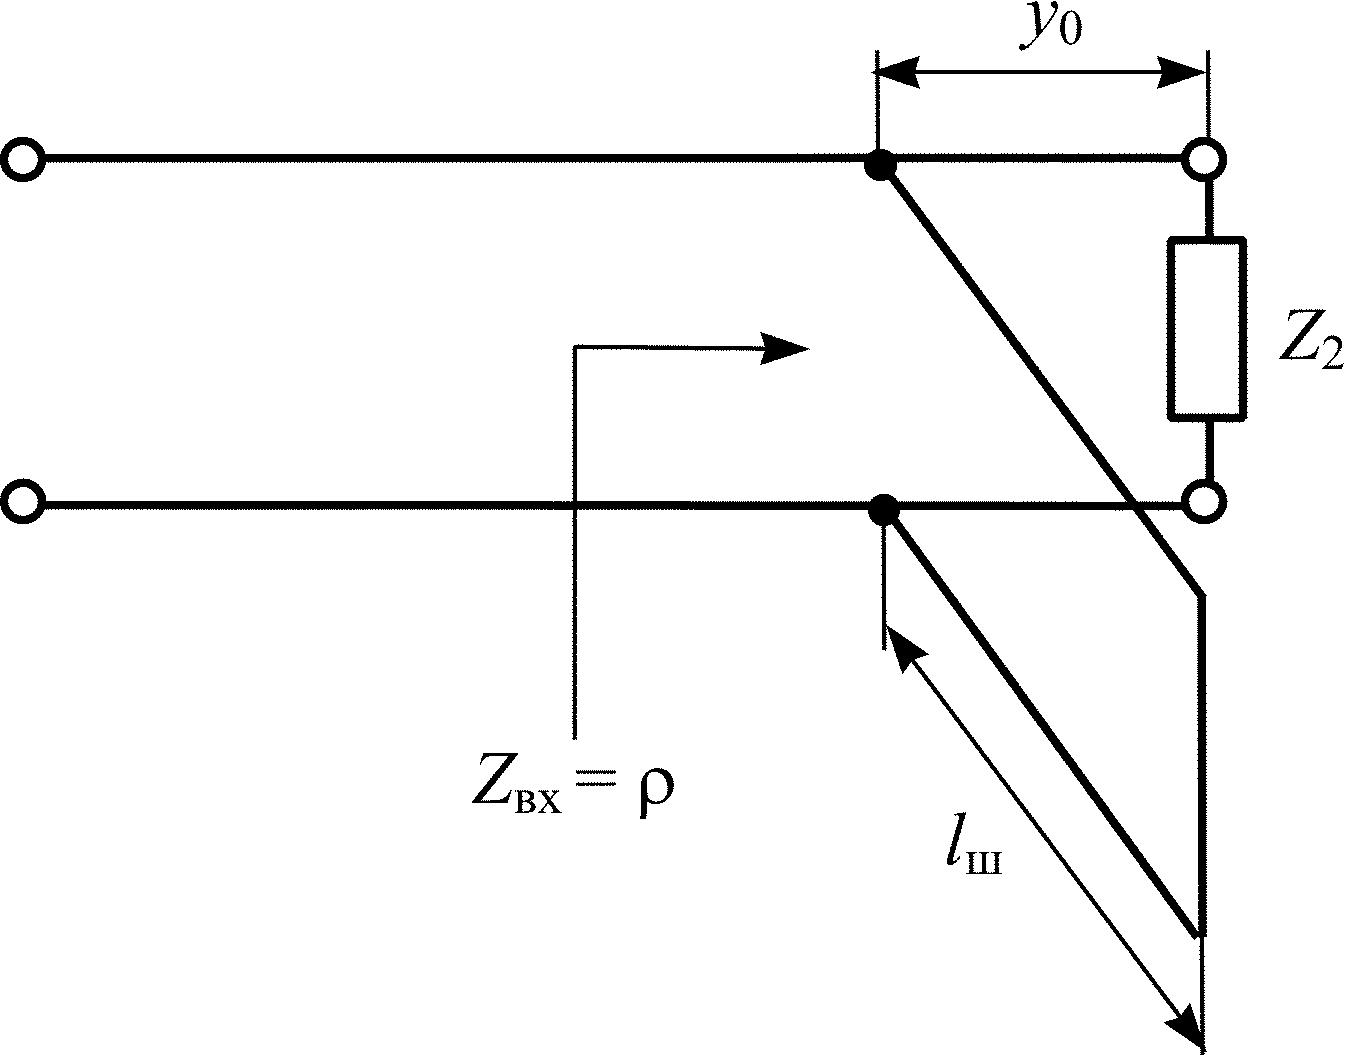 y₀
Z₂
Zвх = ρ
lш